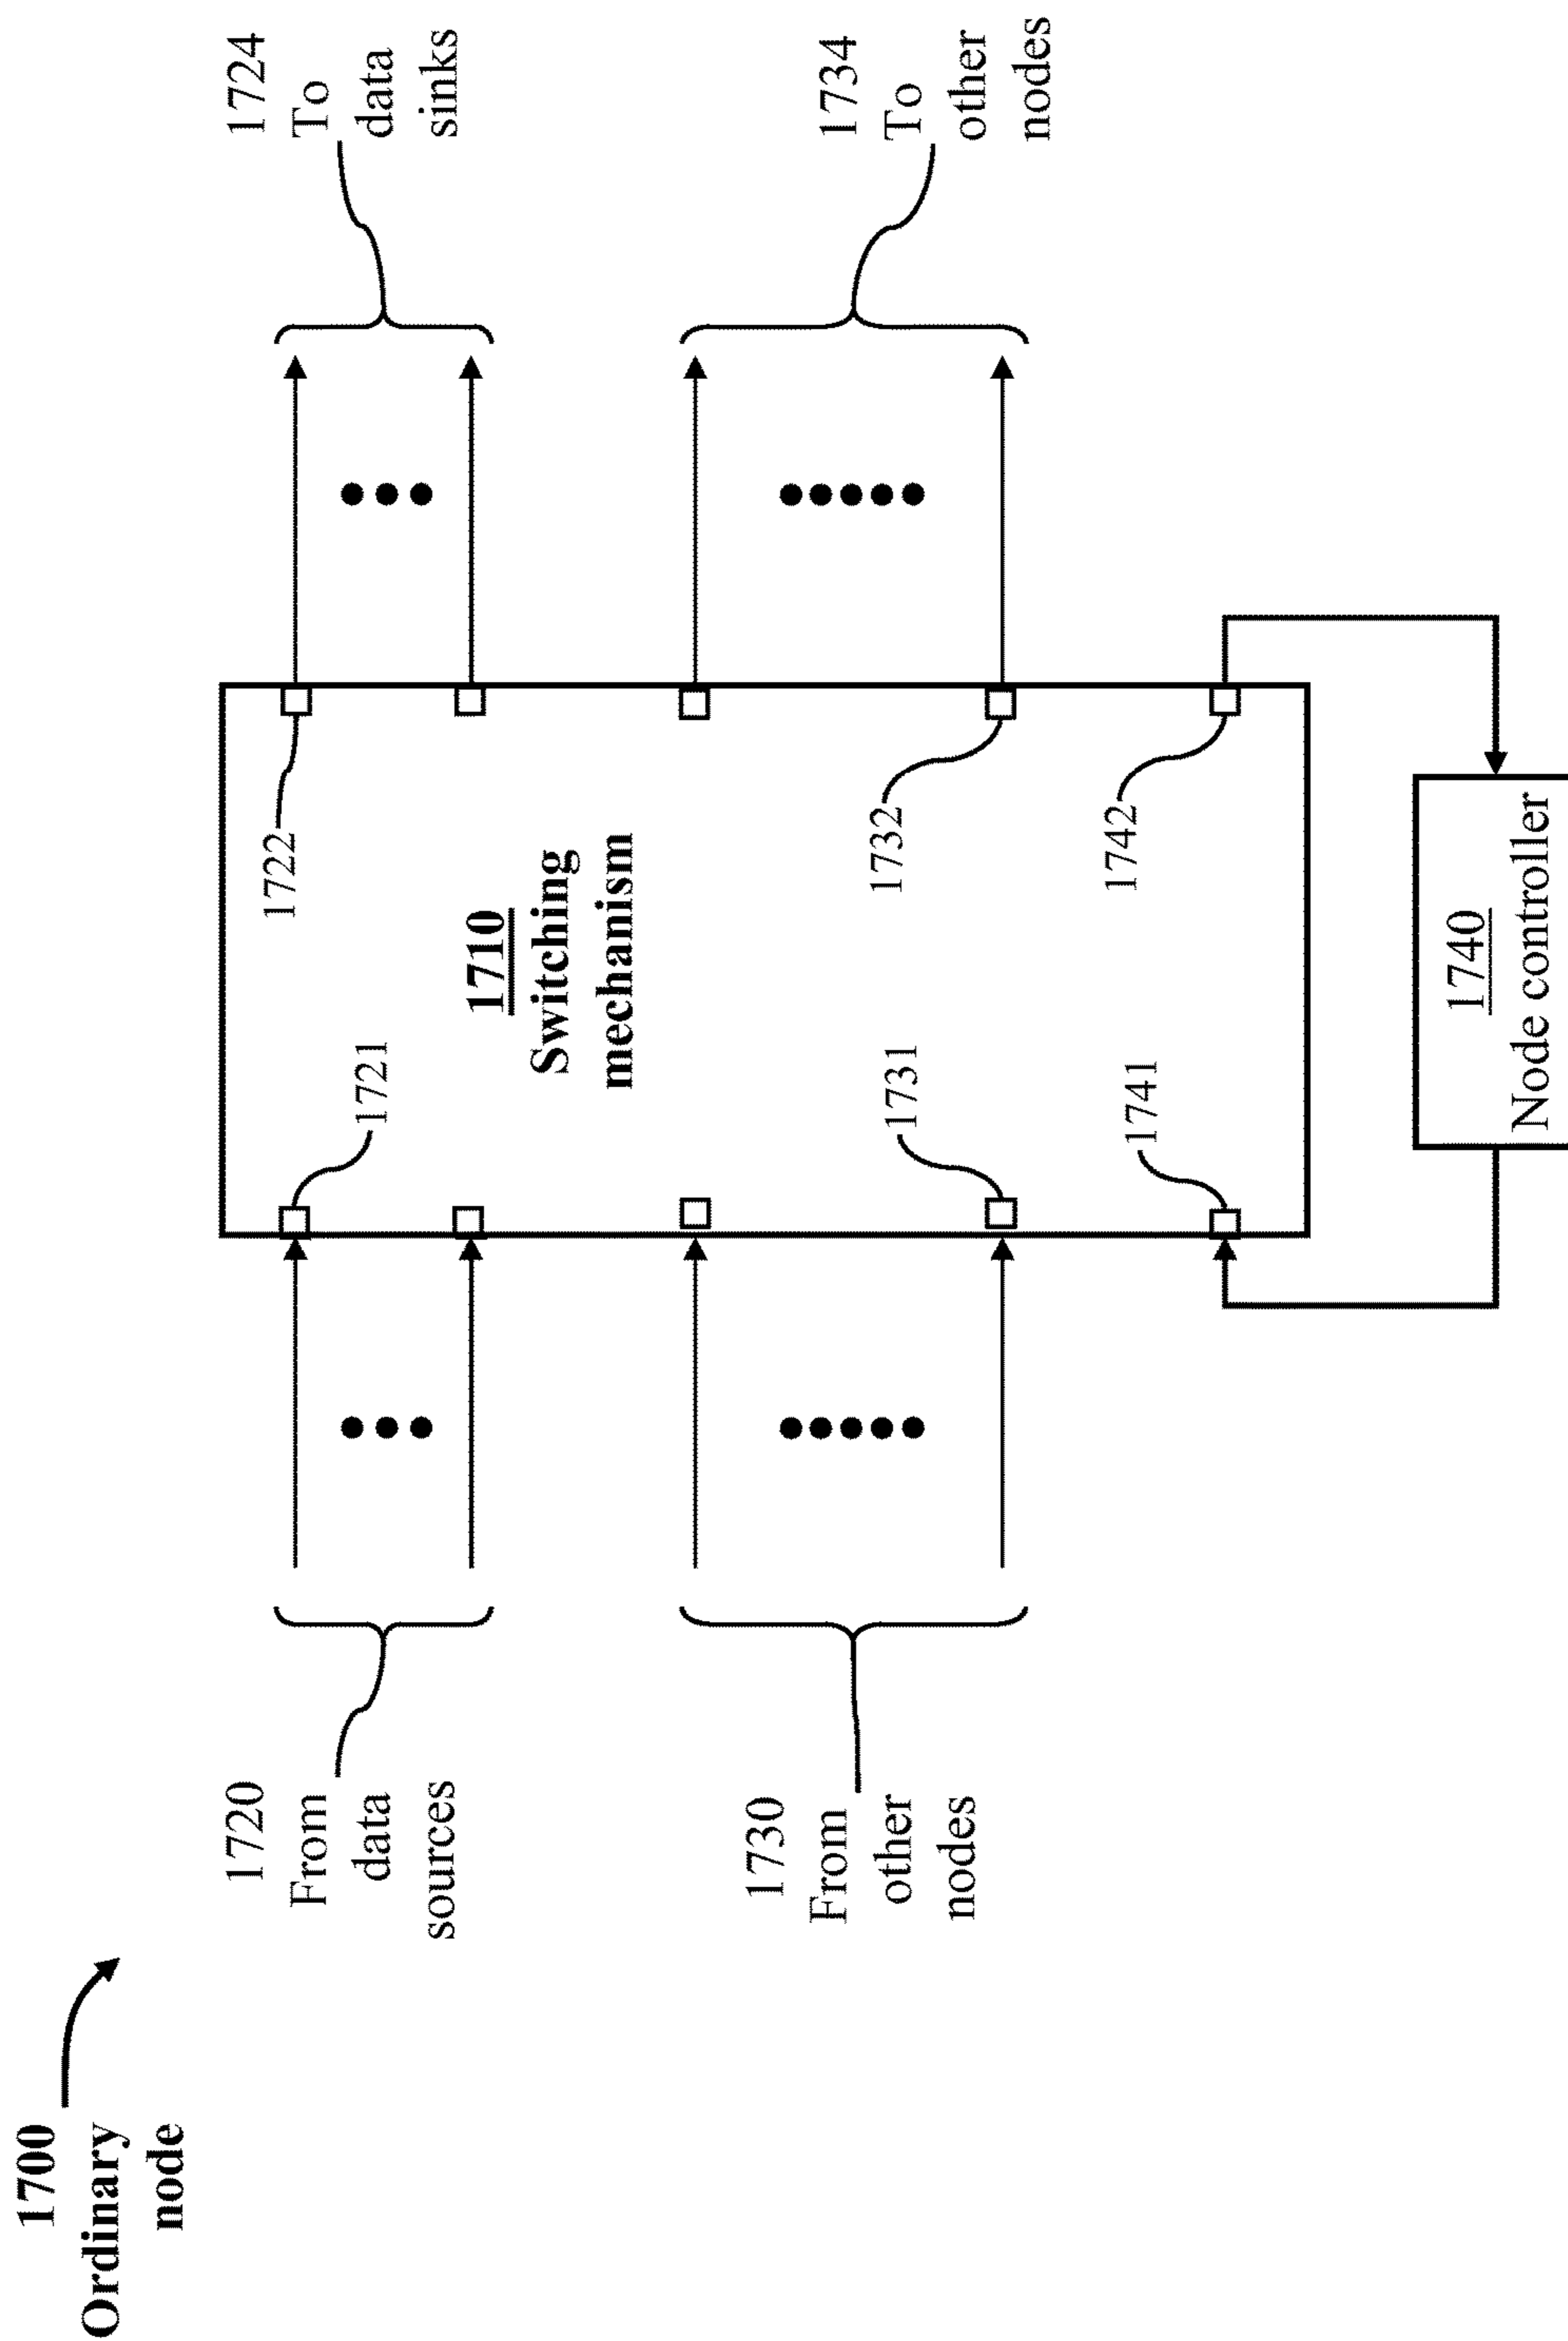 1700
Ordinary
node
1720
From
data
sources
1730
From
other
nodes
1721
1731
1741
1710
Switching
mechanism
1722
1732
1742
1740
Node controller
1724
To
data
sinks
1734
To
other
nodes